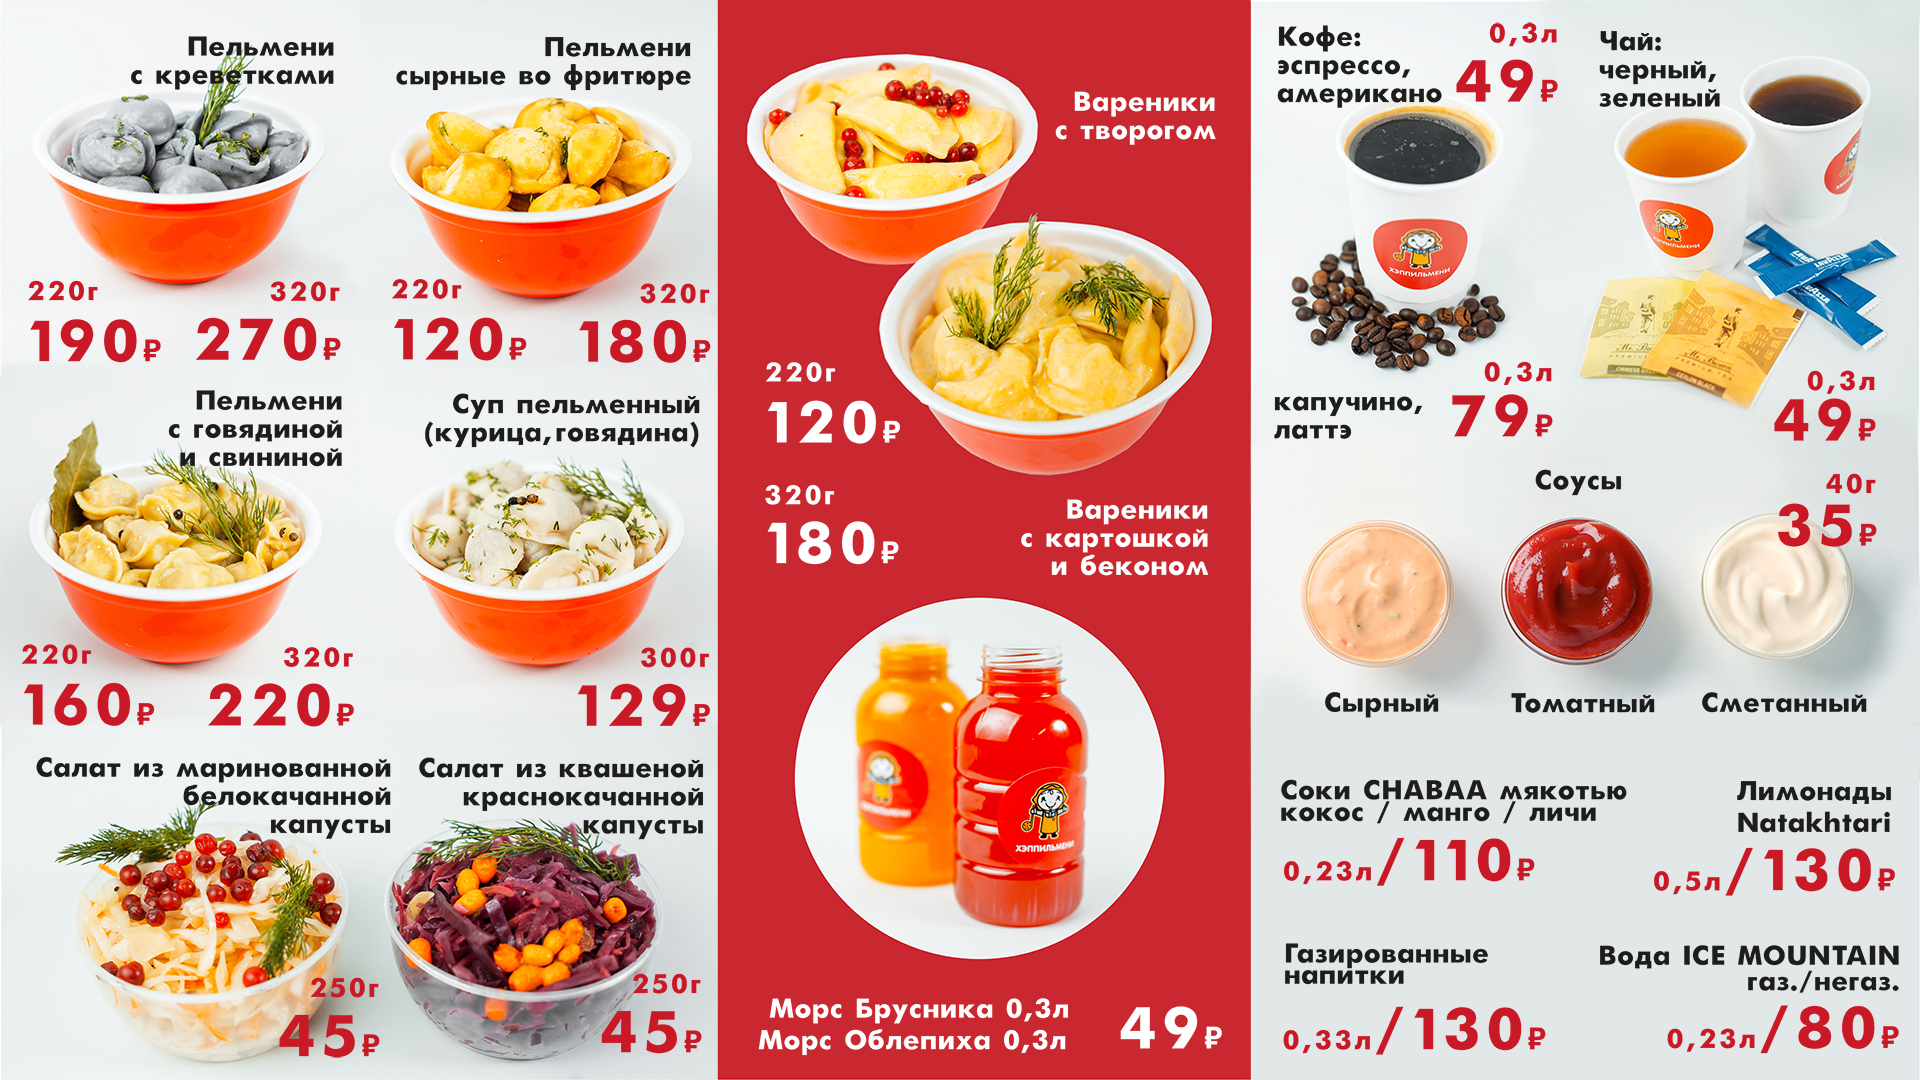 Пельмени
с креветками
220г
190₽
320г
270₽
Пельмени
сырные во фритюре
220г
120₽
320г
180₽
Пельмени
с говядиной
и свининой
220г
160₽
320г
220₽
Суп пельменный
(курица,говядина)
300г
129₽
Салат из маринованной
белокачанной
капусты
250г
45₽
Салат из квашеной
краснокачанной
капусты
250г
45₽
Вареники
с творогом
220г
120₽
320г
180₽
Вареники
с картошкой
и беконом
ХЭППИЛЬМЕНИ
ХЭППИЛЬМЕНИ
Морс Брусника 0,3л
Морс Облепиха 0,3л
49₽
Кофе:
эспрессо,
американо
0,3л
49₽
ХЭППИЛЬМЕНИ
капучино,
латтэ
0,3л
79₽
Чай:
черный,
зеленый
ХЭППИЛЬМЕНИ
LAVAZZA
0,3л
49₽
Соусы
40г
35₽
Сырный
Томатный
Сметанный
Соки CHABAA мякотью
кокос / манго / личи
0,23л/110₽
Лимонады
Natakhtari
0,5л/130₽
Газированные
напитки
0,33л/130₽
Вода ICE MOUNTAIN
газ./негаз.
0,23л/80₽